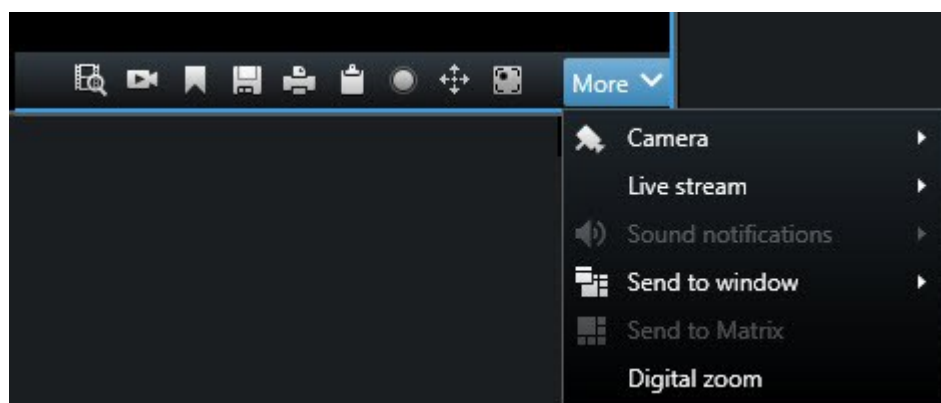 More
Camera
Live stream
Sound notifications
Send to window
Send to Matrix
Digital zoom